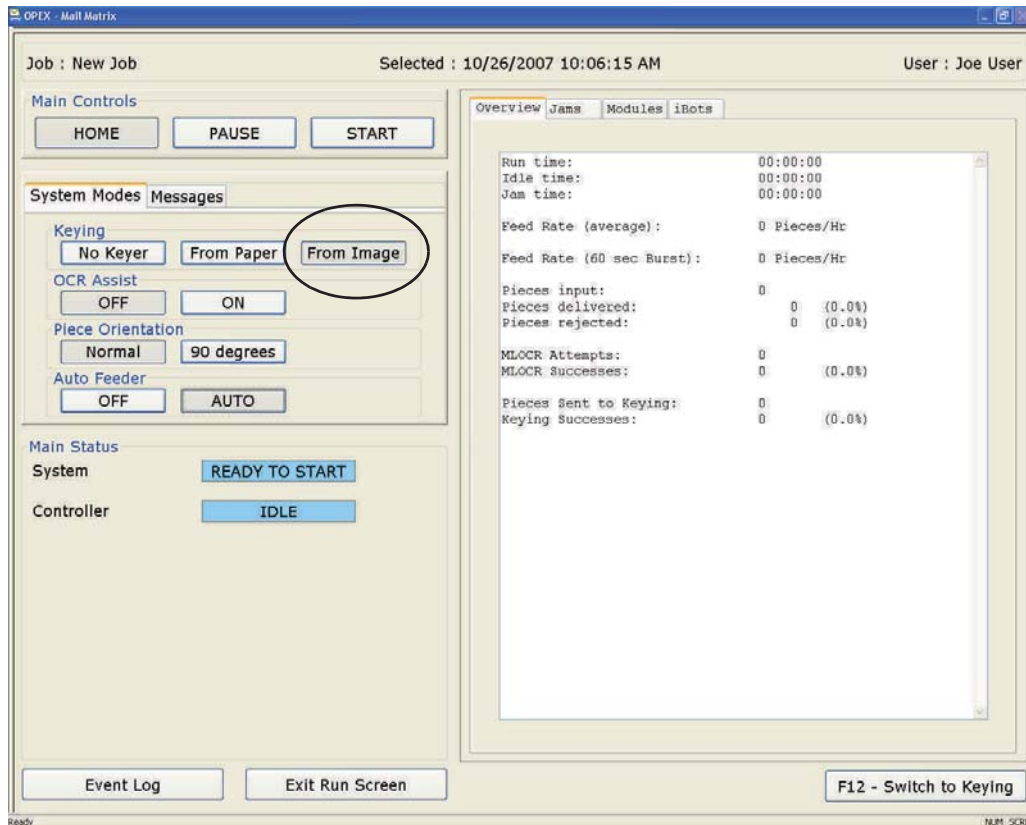 OPEX - Mail Matrix
Job : New Job Selected : 10/26/2007 10:06:15 AM User : Joe User
Main Controls
HOME PAUSE START
System Modes Messages
Keying
No Keyer From Paper From Image
OCR Assist
OFF ON
Piece Orientation
Normal 90 degrees
Auto Feeder
OFF AUTO
Main Status
System READY TO START
Controller IDLE
Overview Jams Modules iBots
Run time: 00:00:00
Idle time: 00:00:00
Jam time: 00:00:00
Feed Rate (average): 0 Pieces/Hr
Feed Rate (60 sec Burst): 0 Pieces/Hr
Pieces input: 0
Pieces delivered: 0 (0.0%)
Pieces rejected: 0 (0.0%)
MLOCR Attempts: 0
MLOCR Successes: 0 (0.0%)
Pieces Sent to Keying: 0
Keying Successes: 0 (0.0%)
Event Log Exit Run Screen F12 - Switch to Keying
Ready NUM SCR